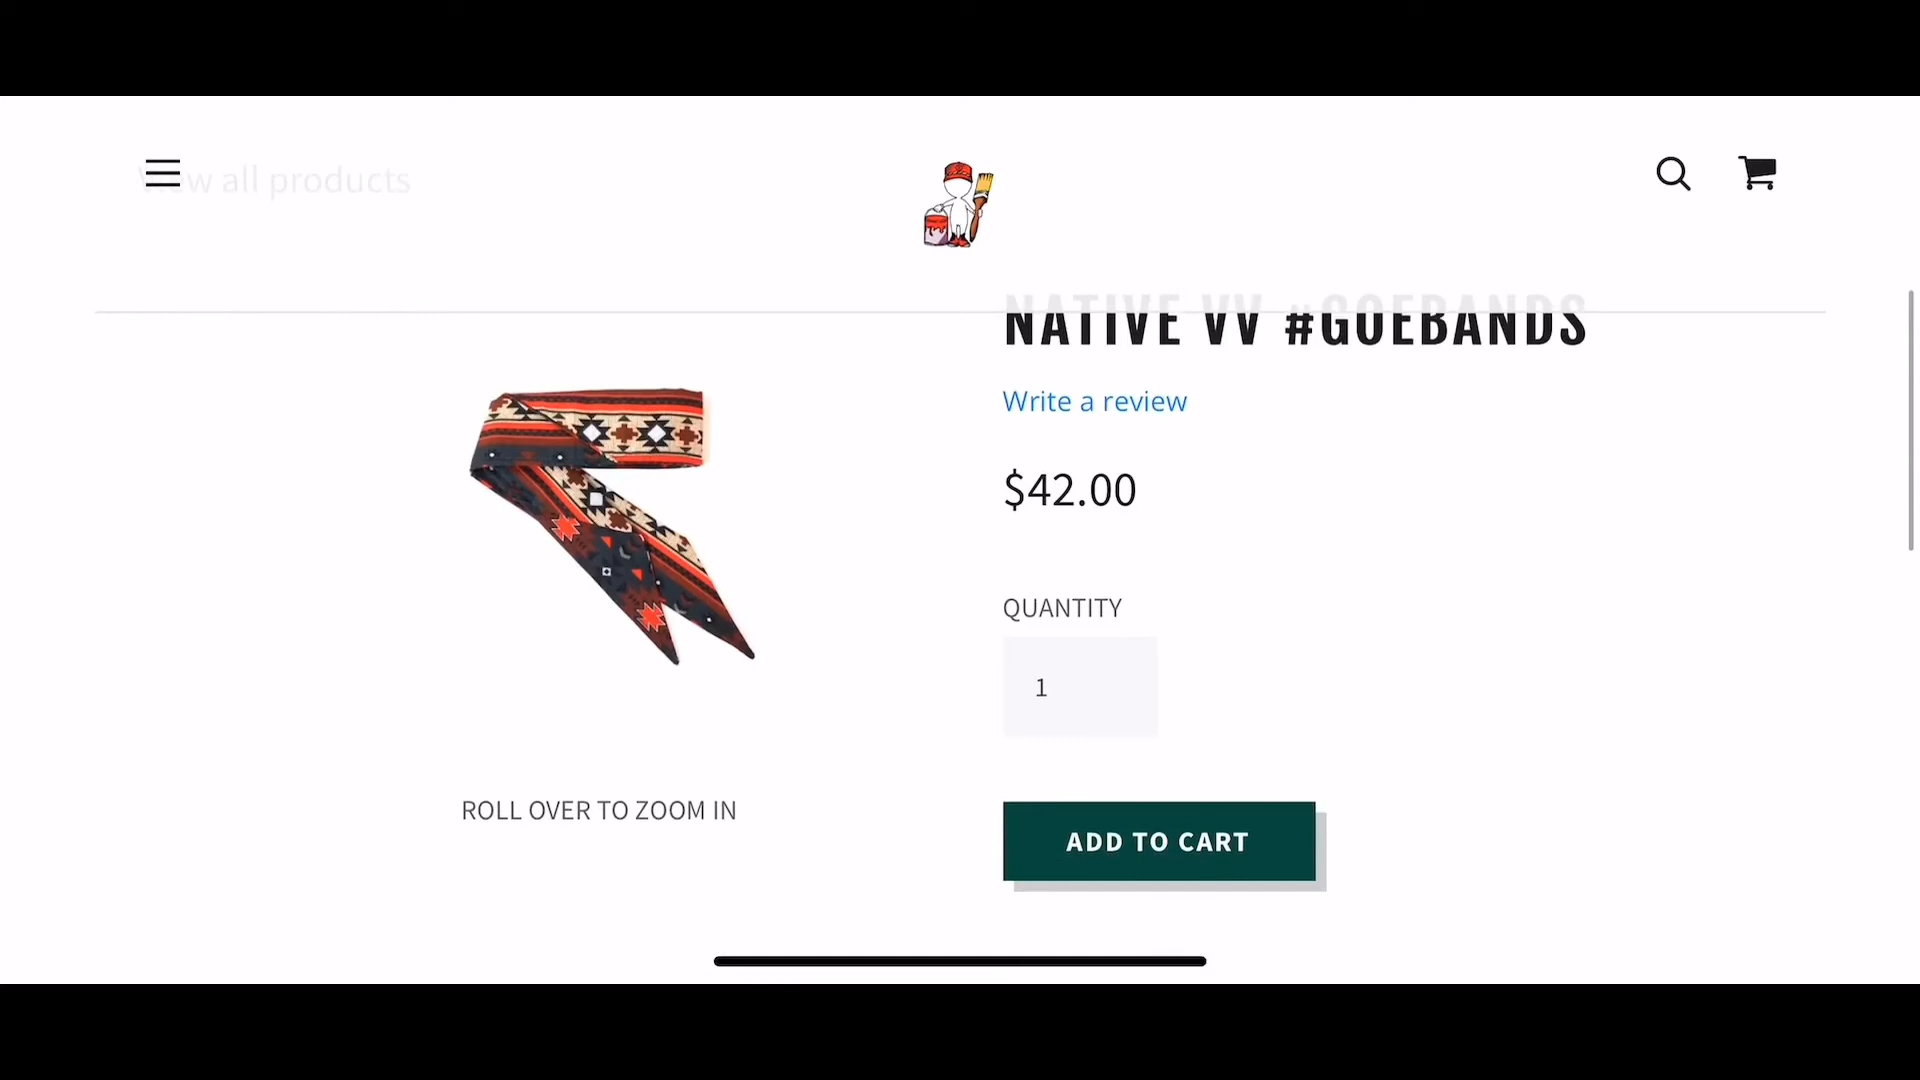 View all products
NATIVE VV #GOEBANDS
Write a review
$42.00
QUANTITY
1
ROLL OVER TO ZOOM IN
ADD TO CART